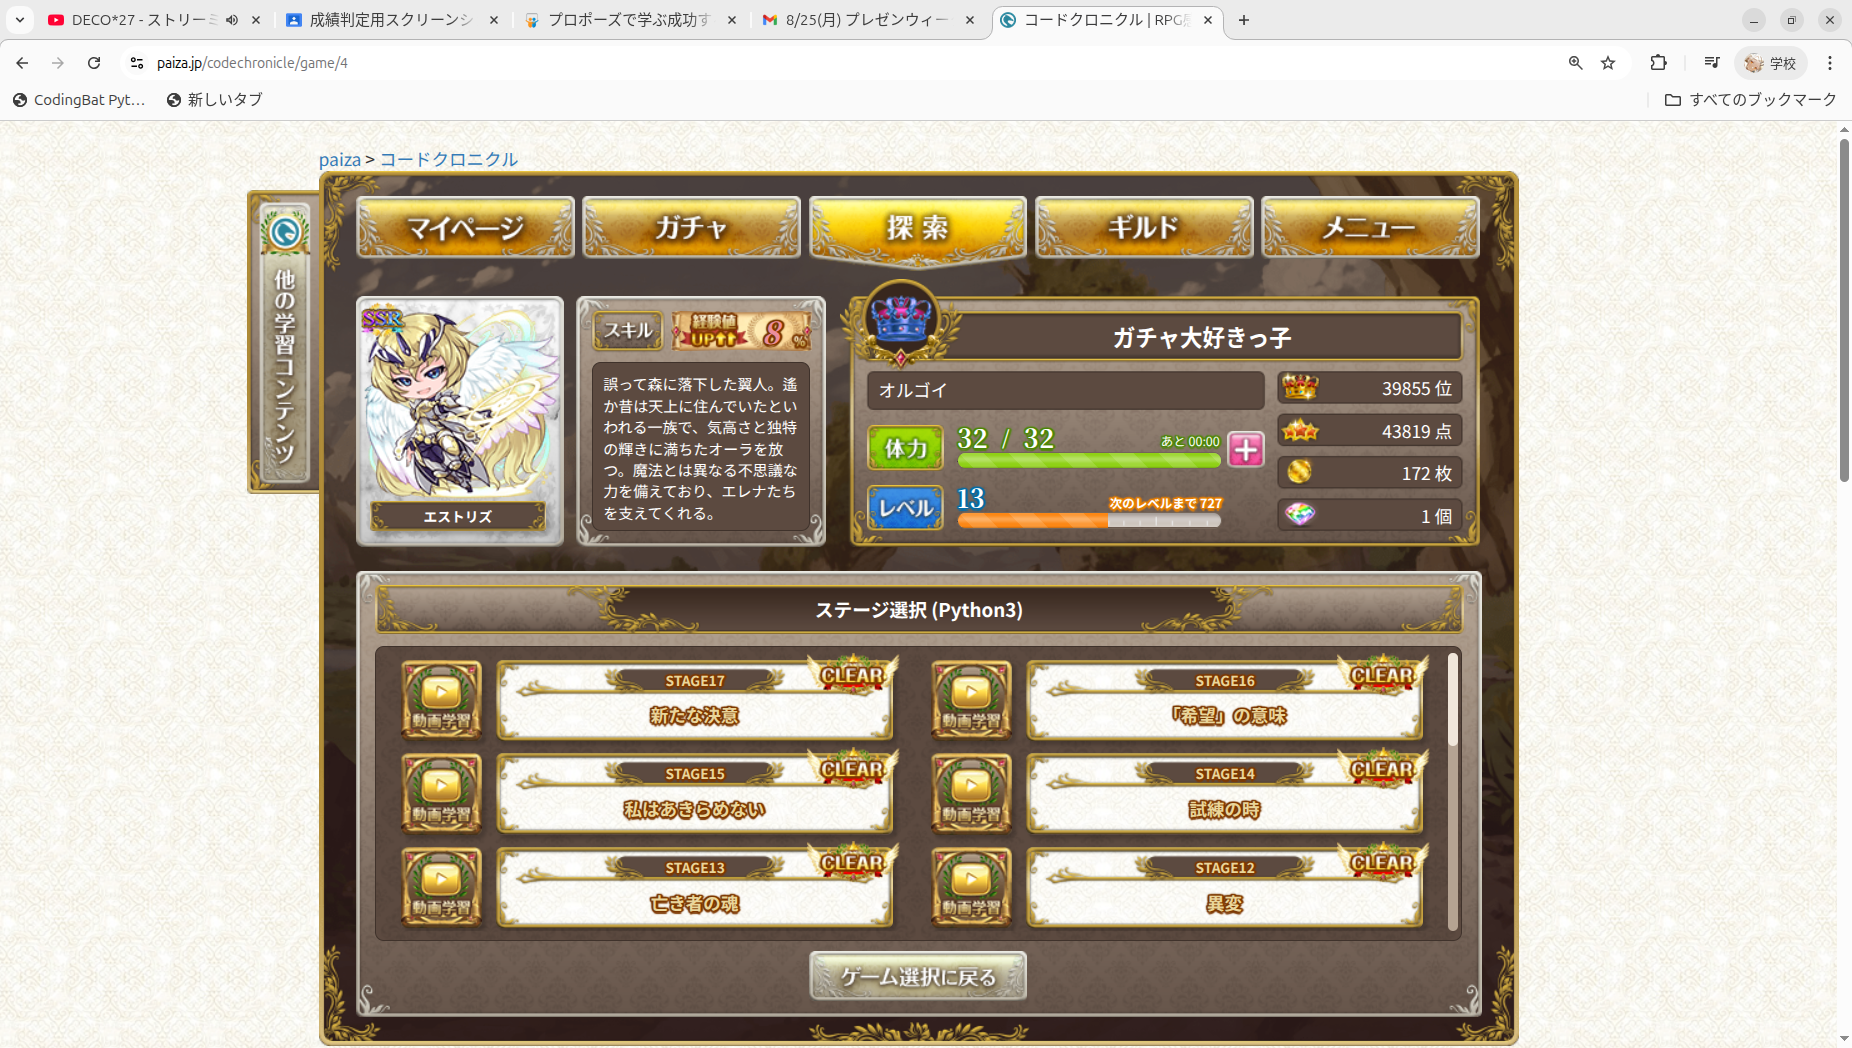 DECO*27 - ストリーミ
成績判定用スクリーンシ
プロポーズで学ぶ成功す
8/25(月) プレゼンウィー
コードクロニクル | RPG
paiza.jp/codechronicle/game/4
学校
CodingBat Pyt…
新しいタブ
すべてのブックマーク
paiza > コードクロニクル
他の学習コンテンツ
マイページ
ガチャ
探索
ギルド
メニュー
SSR
エストリズ
スキル
経験値UP 8%
誤って森に落下した翼人。遙
か昔は天上に住んでいたとい
われる一族で、気高さと独特
の輝きに満ちたオーラを放
つ。魔法とは異なる不思議な
力を備えており、エレナたち
を支えてくれる。
ガチャ大好きっ子
オルゴイ
39855 位
体力
32 / 32
あと 00:00
43819 点
172 枚
レベル
13
次のレベルまで 727
1 個
ステージ選択 (Python3)
動画学習
STAGE17
CLEAR
新たな決意
動画学習
STAGE16
CLEAR
「希望」の意味
動画学習
STAGE15
CLEAR
私はあきらめない
動画学習
STAGE14
CLEAR
試練の時
動画学習
STAGE13
CLEAR
亡き者の魂
動画学習
STAGE12
CLEAR
異変
ゲーム選択に戻る